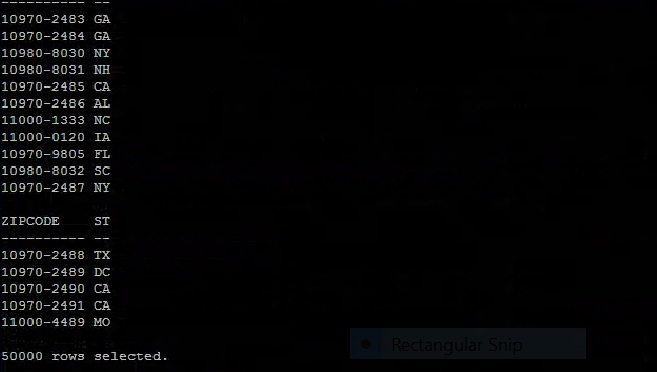 ---------- --
10970-2483 GA
10970-2484 GA
10980-8030 NY
10980-8031 NH
10970-2485 CA
10970-2486 AL
11000-1333 NC
11000-0120 IA
10970-9805 FL
10980-8032 SC
10970-2487 NY
ZIPCODE    ST
---------- --
10970-2488 TX
10970-2489 DC
10970-2490 CA
10970-2491 CA
11000-4489 MO
50000 rows selected.
Rectangular Snip